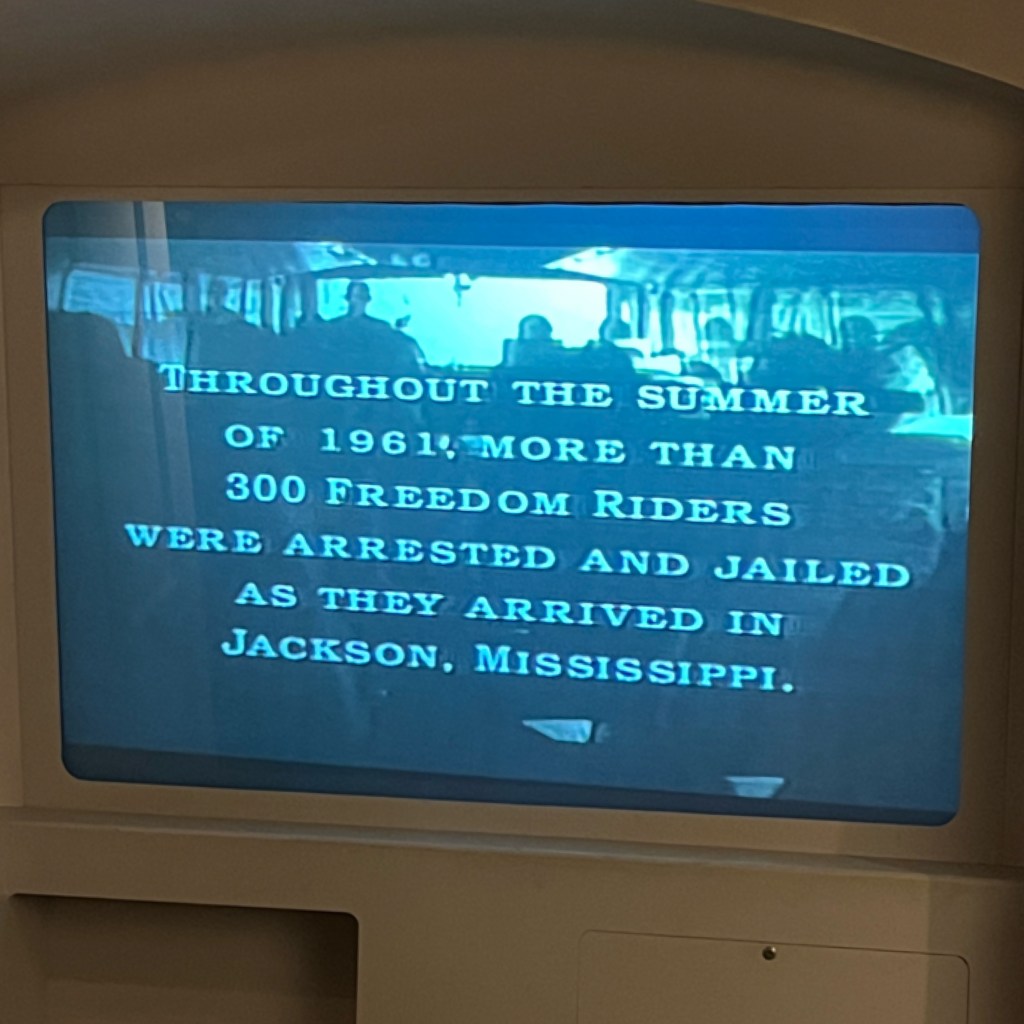 Throughout the summer
of 1961, more than
300 Freedom Riders
were arrested and jailed
as they arrived in
Jackson, Mississippi.